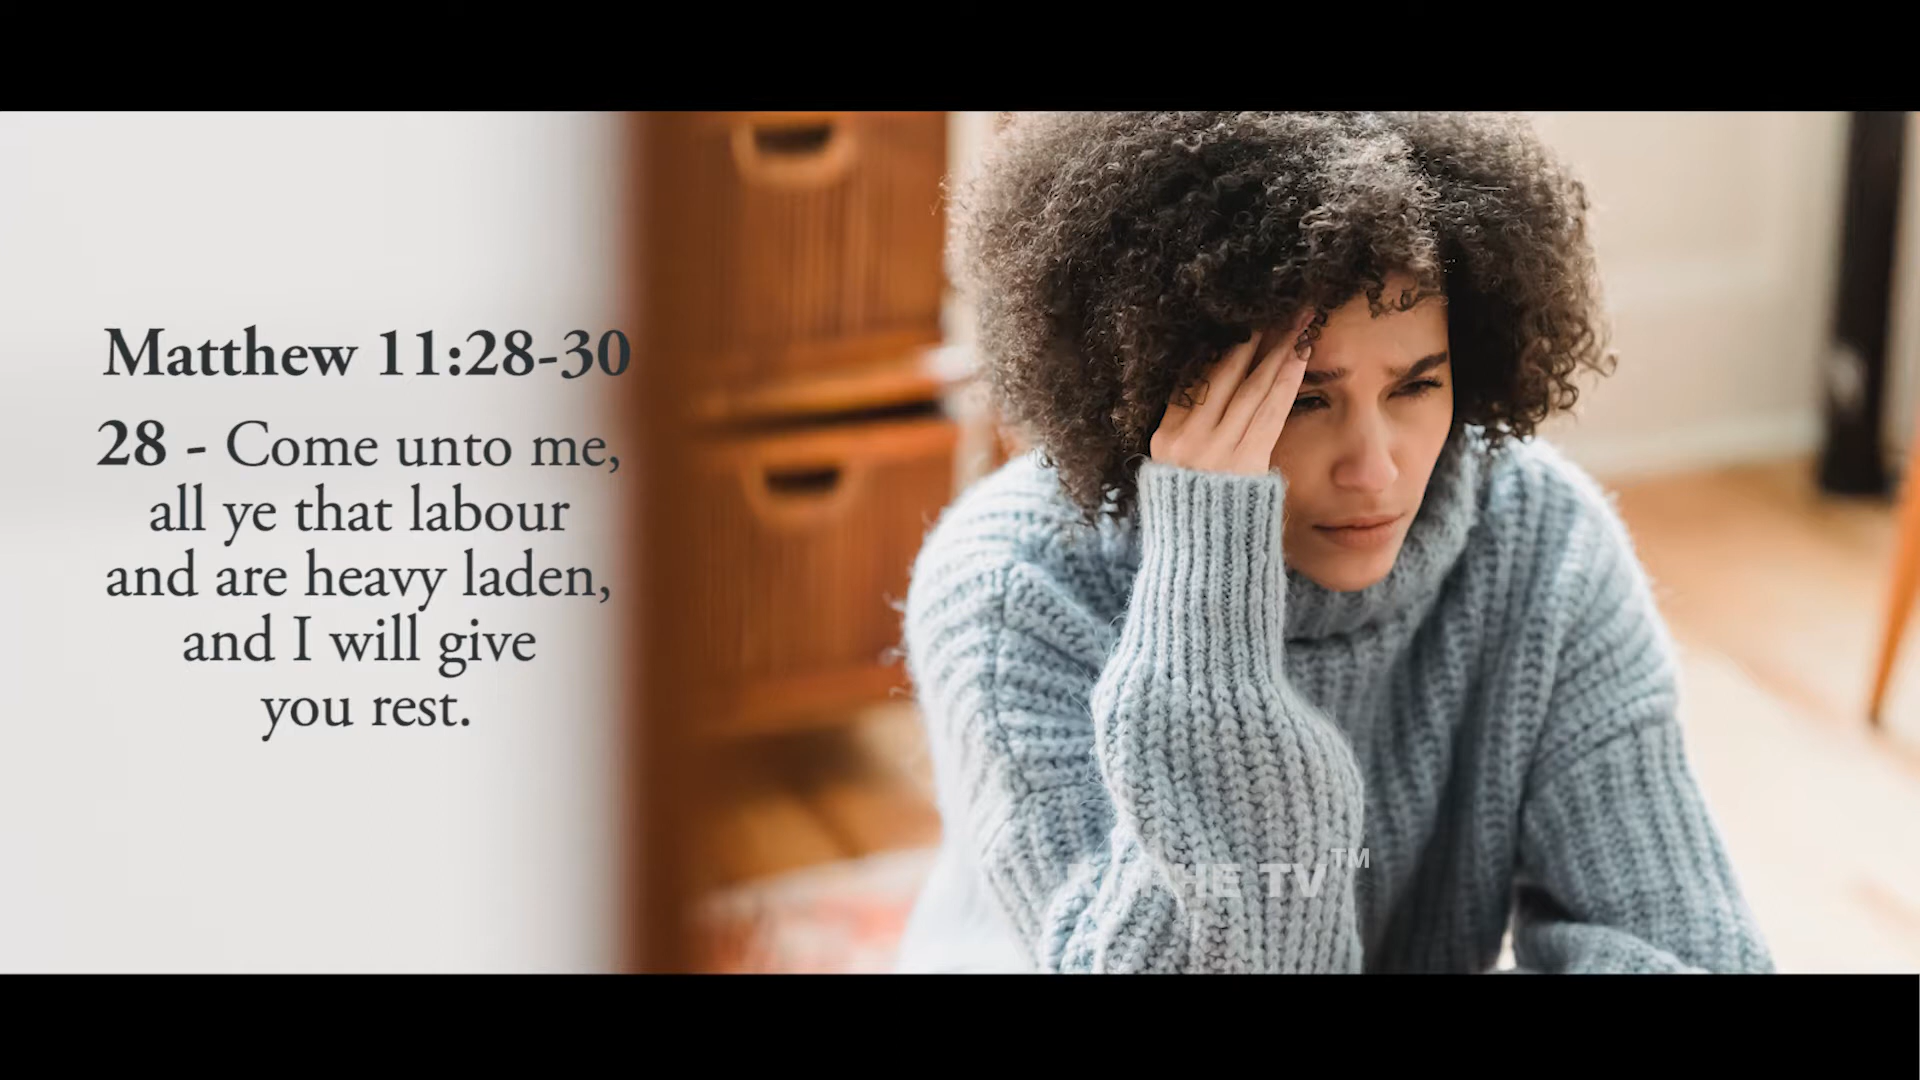 Matthew 11:28-30
28 - Come unto me,
all ye that labour
and are heavy laden,
and I will give
you rest.
TV™